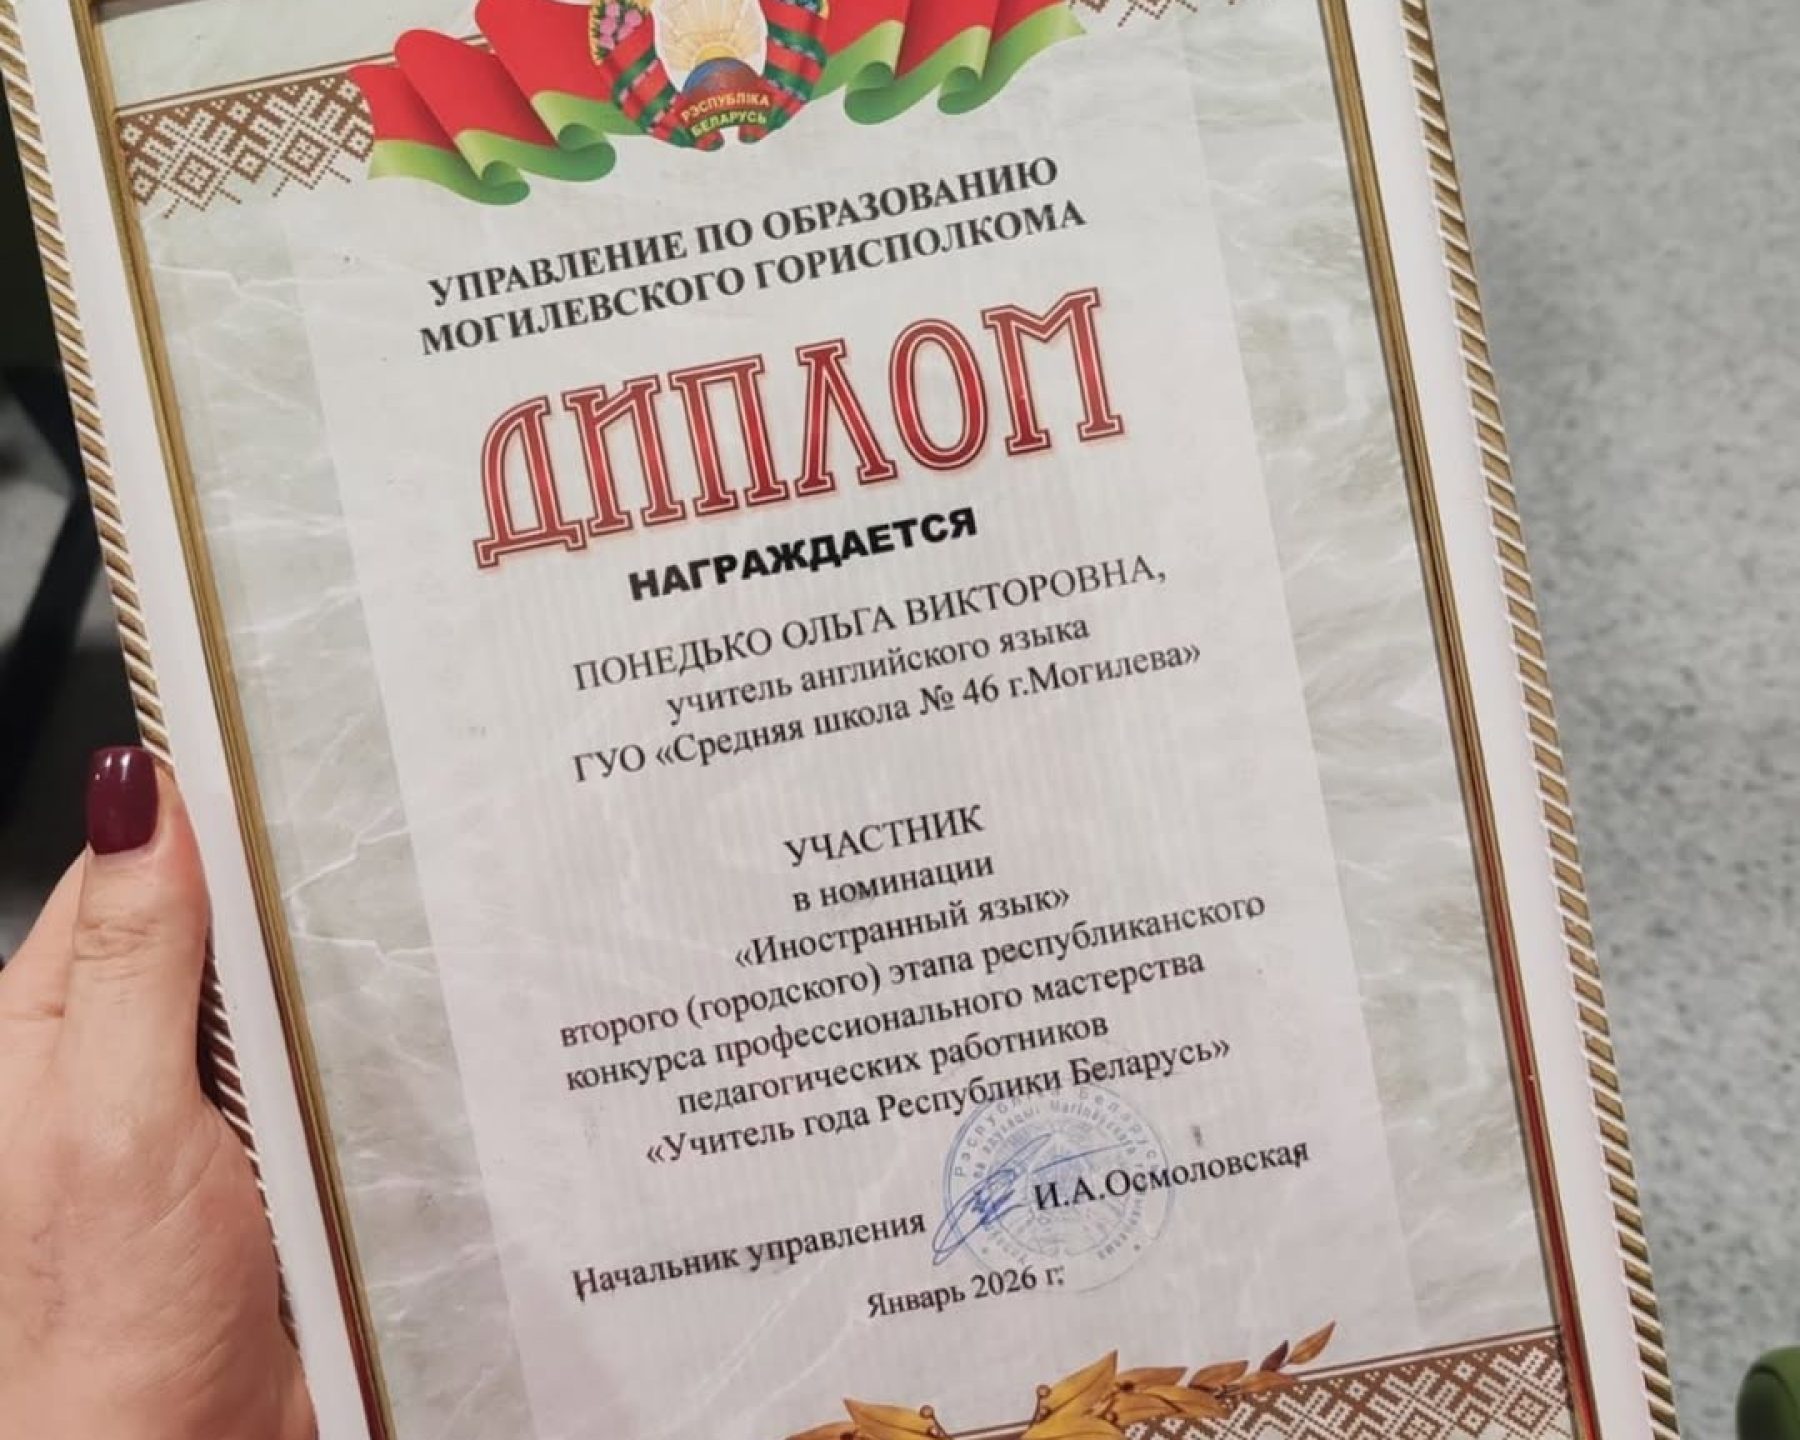 РЭСПУБЛІКА
БЕЛАРУСЬ
УПРАВЛЕНИЕ ПО ОБРАЗОВАНИЮ
МОГИЛЕВСКОГО ГОРИСПОЛКОМА
ДИПЛОМ
НАГРАЖДАЕТСЯ
ПОНЕДЬКО ОЛЬГА ВИКТОРОВНА,
учитель английского языка
ГУО «Средняя школа № 46 г.Могилева»
УЧАСТНИК
в номинации
«Иностранный язык»
второго (городского) этапа республиканского
конкурса профессионального мастерства
педагогических работников
«Учитель года Республики Беларусь»
Начальник управления И.А.Осмоловская
Январь 2026 г.